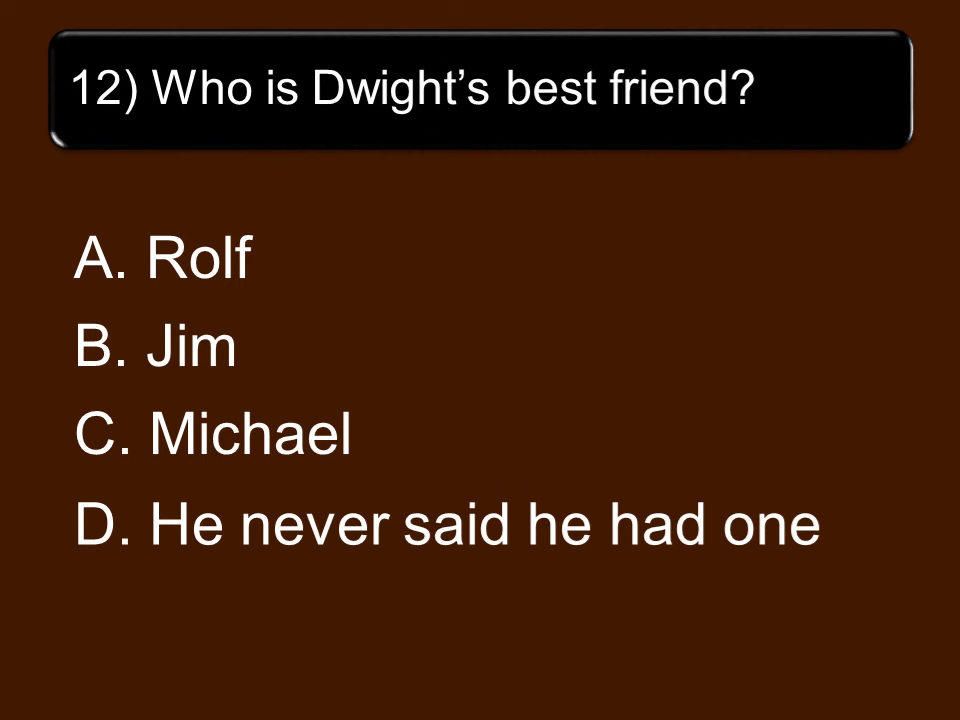 12) Who is Dwight’s best friend?
A. Rolf
B. Jim
C. Michael
D. He never said he had one